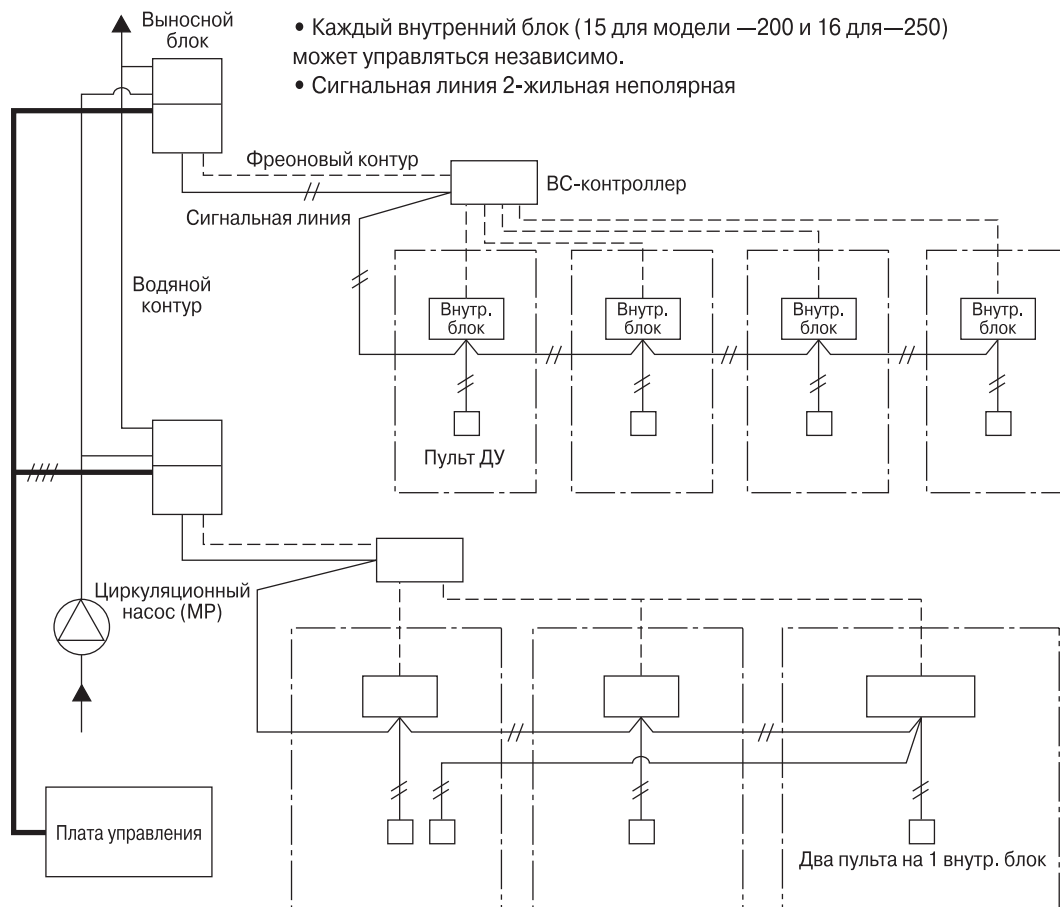 Выносной
блок
• Каждый внутренний блок (15 для модели —200 и 16 для—250)
может управляться независимо.
• Сигнальная линия 2-жильная неполярная
Фреоновый контур
ВС-контроллер
Сигнальная линия
Водяной
контур
Внутр.
блок
Внутр.
блок
Внутр.
блок
Внутр.
блок
Пульт ДУ
Циркуляционный
насос (МР)
Плата управления
Два пульта на 1 внутр. блок